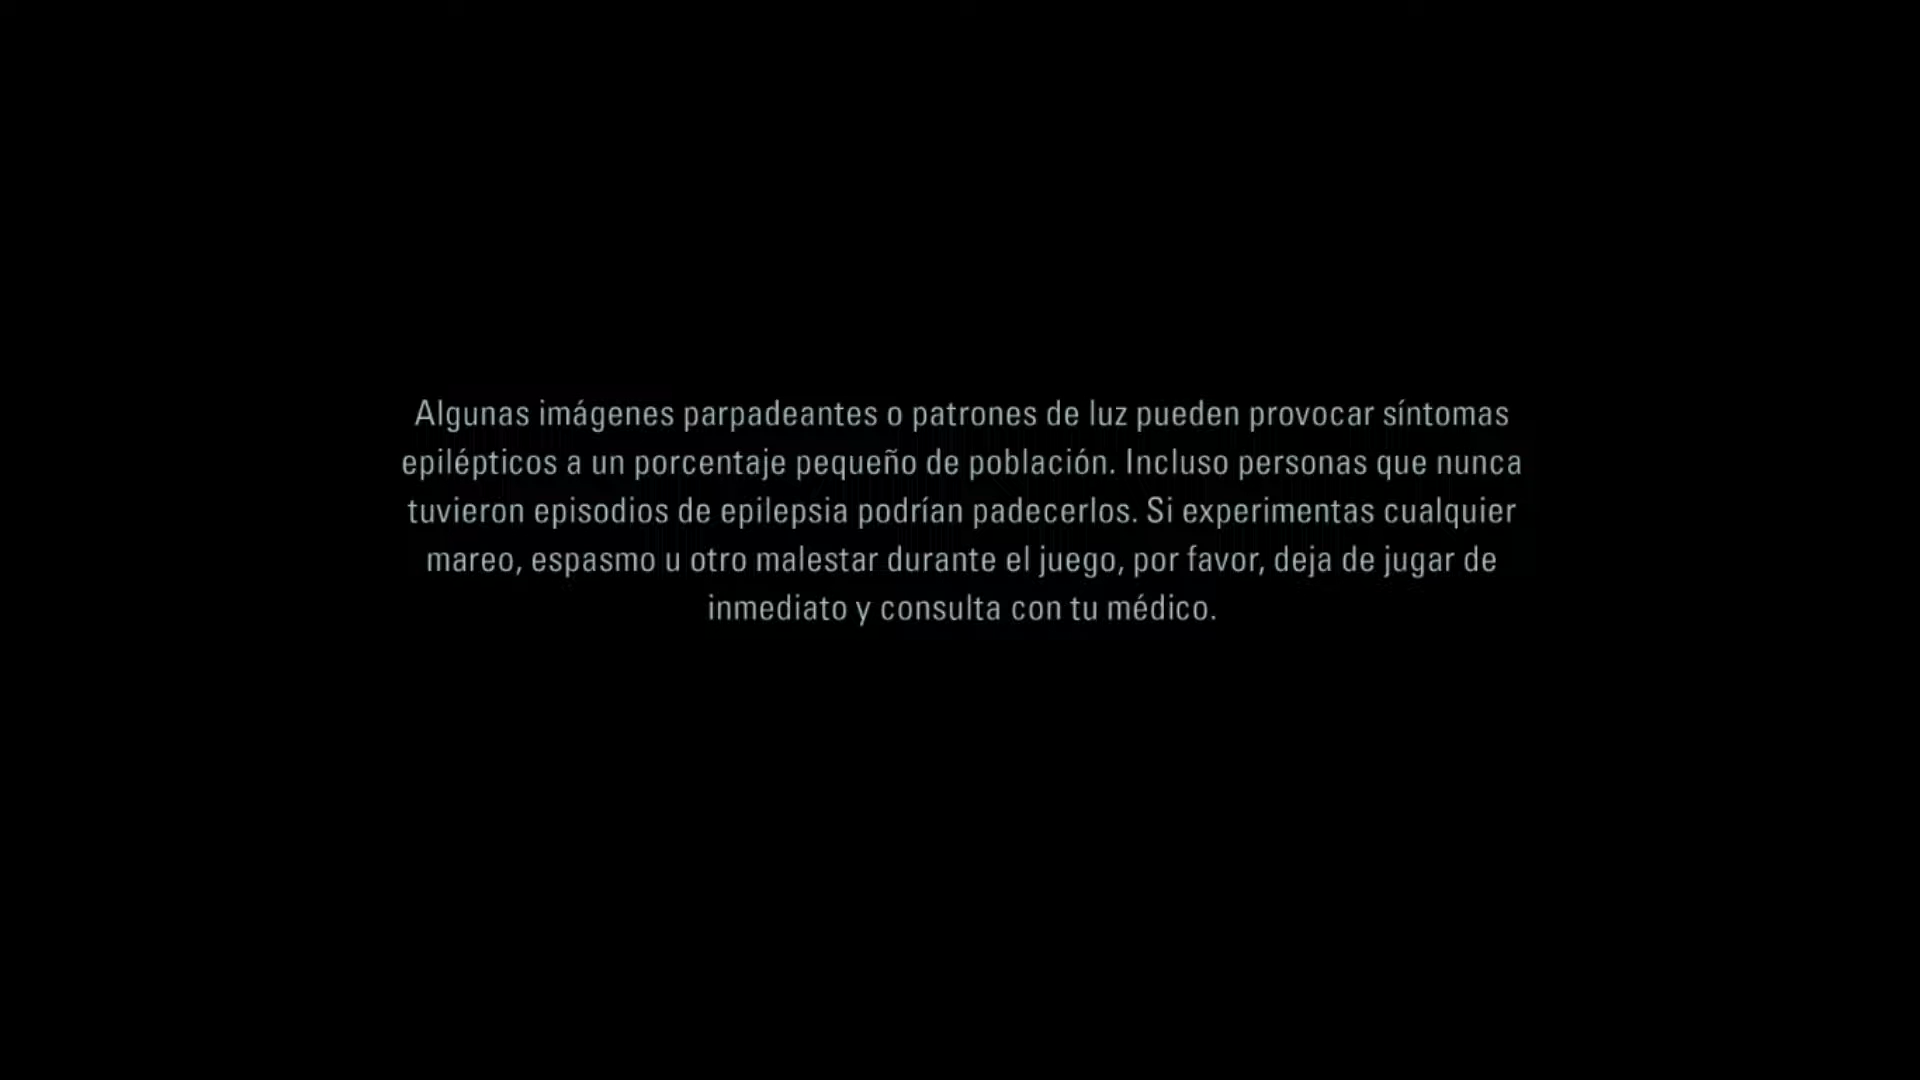 Algunas imágenes parpadeantes o patrones de luz pueden provocar síntomas
epilépticos a un porcentaje pequeño de población. Incluso personas que nunca
tuvieron episodios de epilepsia podrían padecerlos. Si experimentas cualquier
mareo, espasmo u otro malestar durante el juego, por favor, deja de jugar de
inmediato y consulta con tu médico.